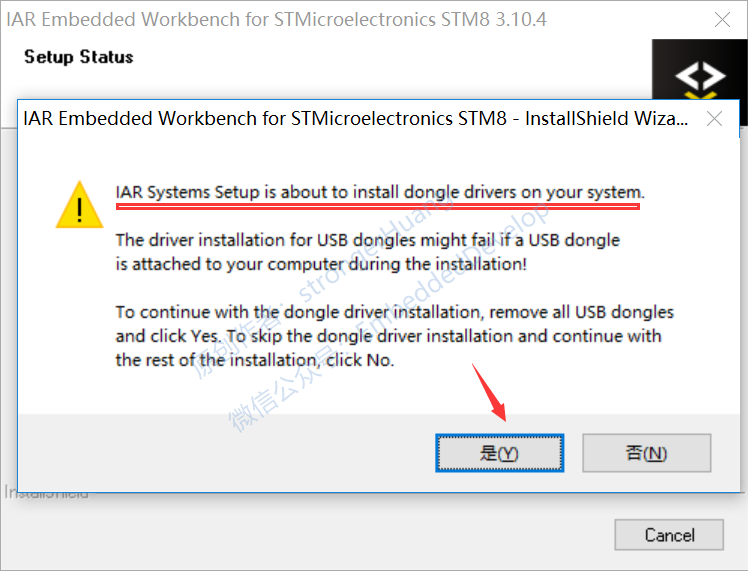 IAR Embedded Workbench for STMicroelectronics STM8 3.10.4
Setup Status
IAR Embedded Workbench for STMicroelectronics STM8 - InstallShield Wiza...
IAR Systems Setup is about to install dongle drivers on your system.
The driver installation for USB dongles might fail if a USB dongle
is attached to your computer during the installation!
To continue with the dongle driver installation, remove all USB dongles
and click Yes. To skip the dongle driver installation and continue with
the rest of the installation, click No.
原创作者：strongerHuang
微信公众号：EmbeddedDevelop
是(Y)
否(N)
InstallShield
Cancel